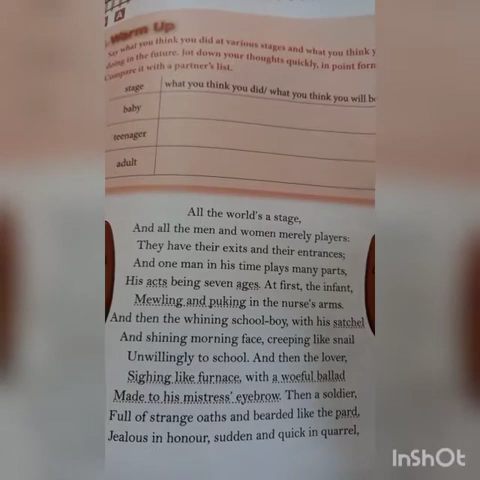 A
Warm Up
Say what you think you did at various stages and what you think y
doing in the future. Jot down your thoughts quickly, in point form
Compare it with a partner's list.
stage what you think you did/ what you think you will be
baby
teenager
adult
All the world's a stage,
And all the men and women merely players:
They have their exits and their entrances;
And one man in his time plays many parts,
His acts being seven ages. At first, the infant,
Mewling and puking in the nurse's arms.
And then the whining school-boy, with his satchel
And shining morning face, creeping like snail
Unwillingly to school. And then the lover,
Sighing like furnace, with a woeful ballad
Made to his mistress' eyebrow. Then a soldier,
Full of strange oaths and bearded like the pard,
Jealous in honour, sudden and quick in quarrel,
InShOt